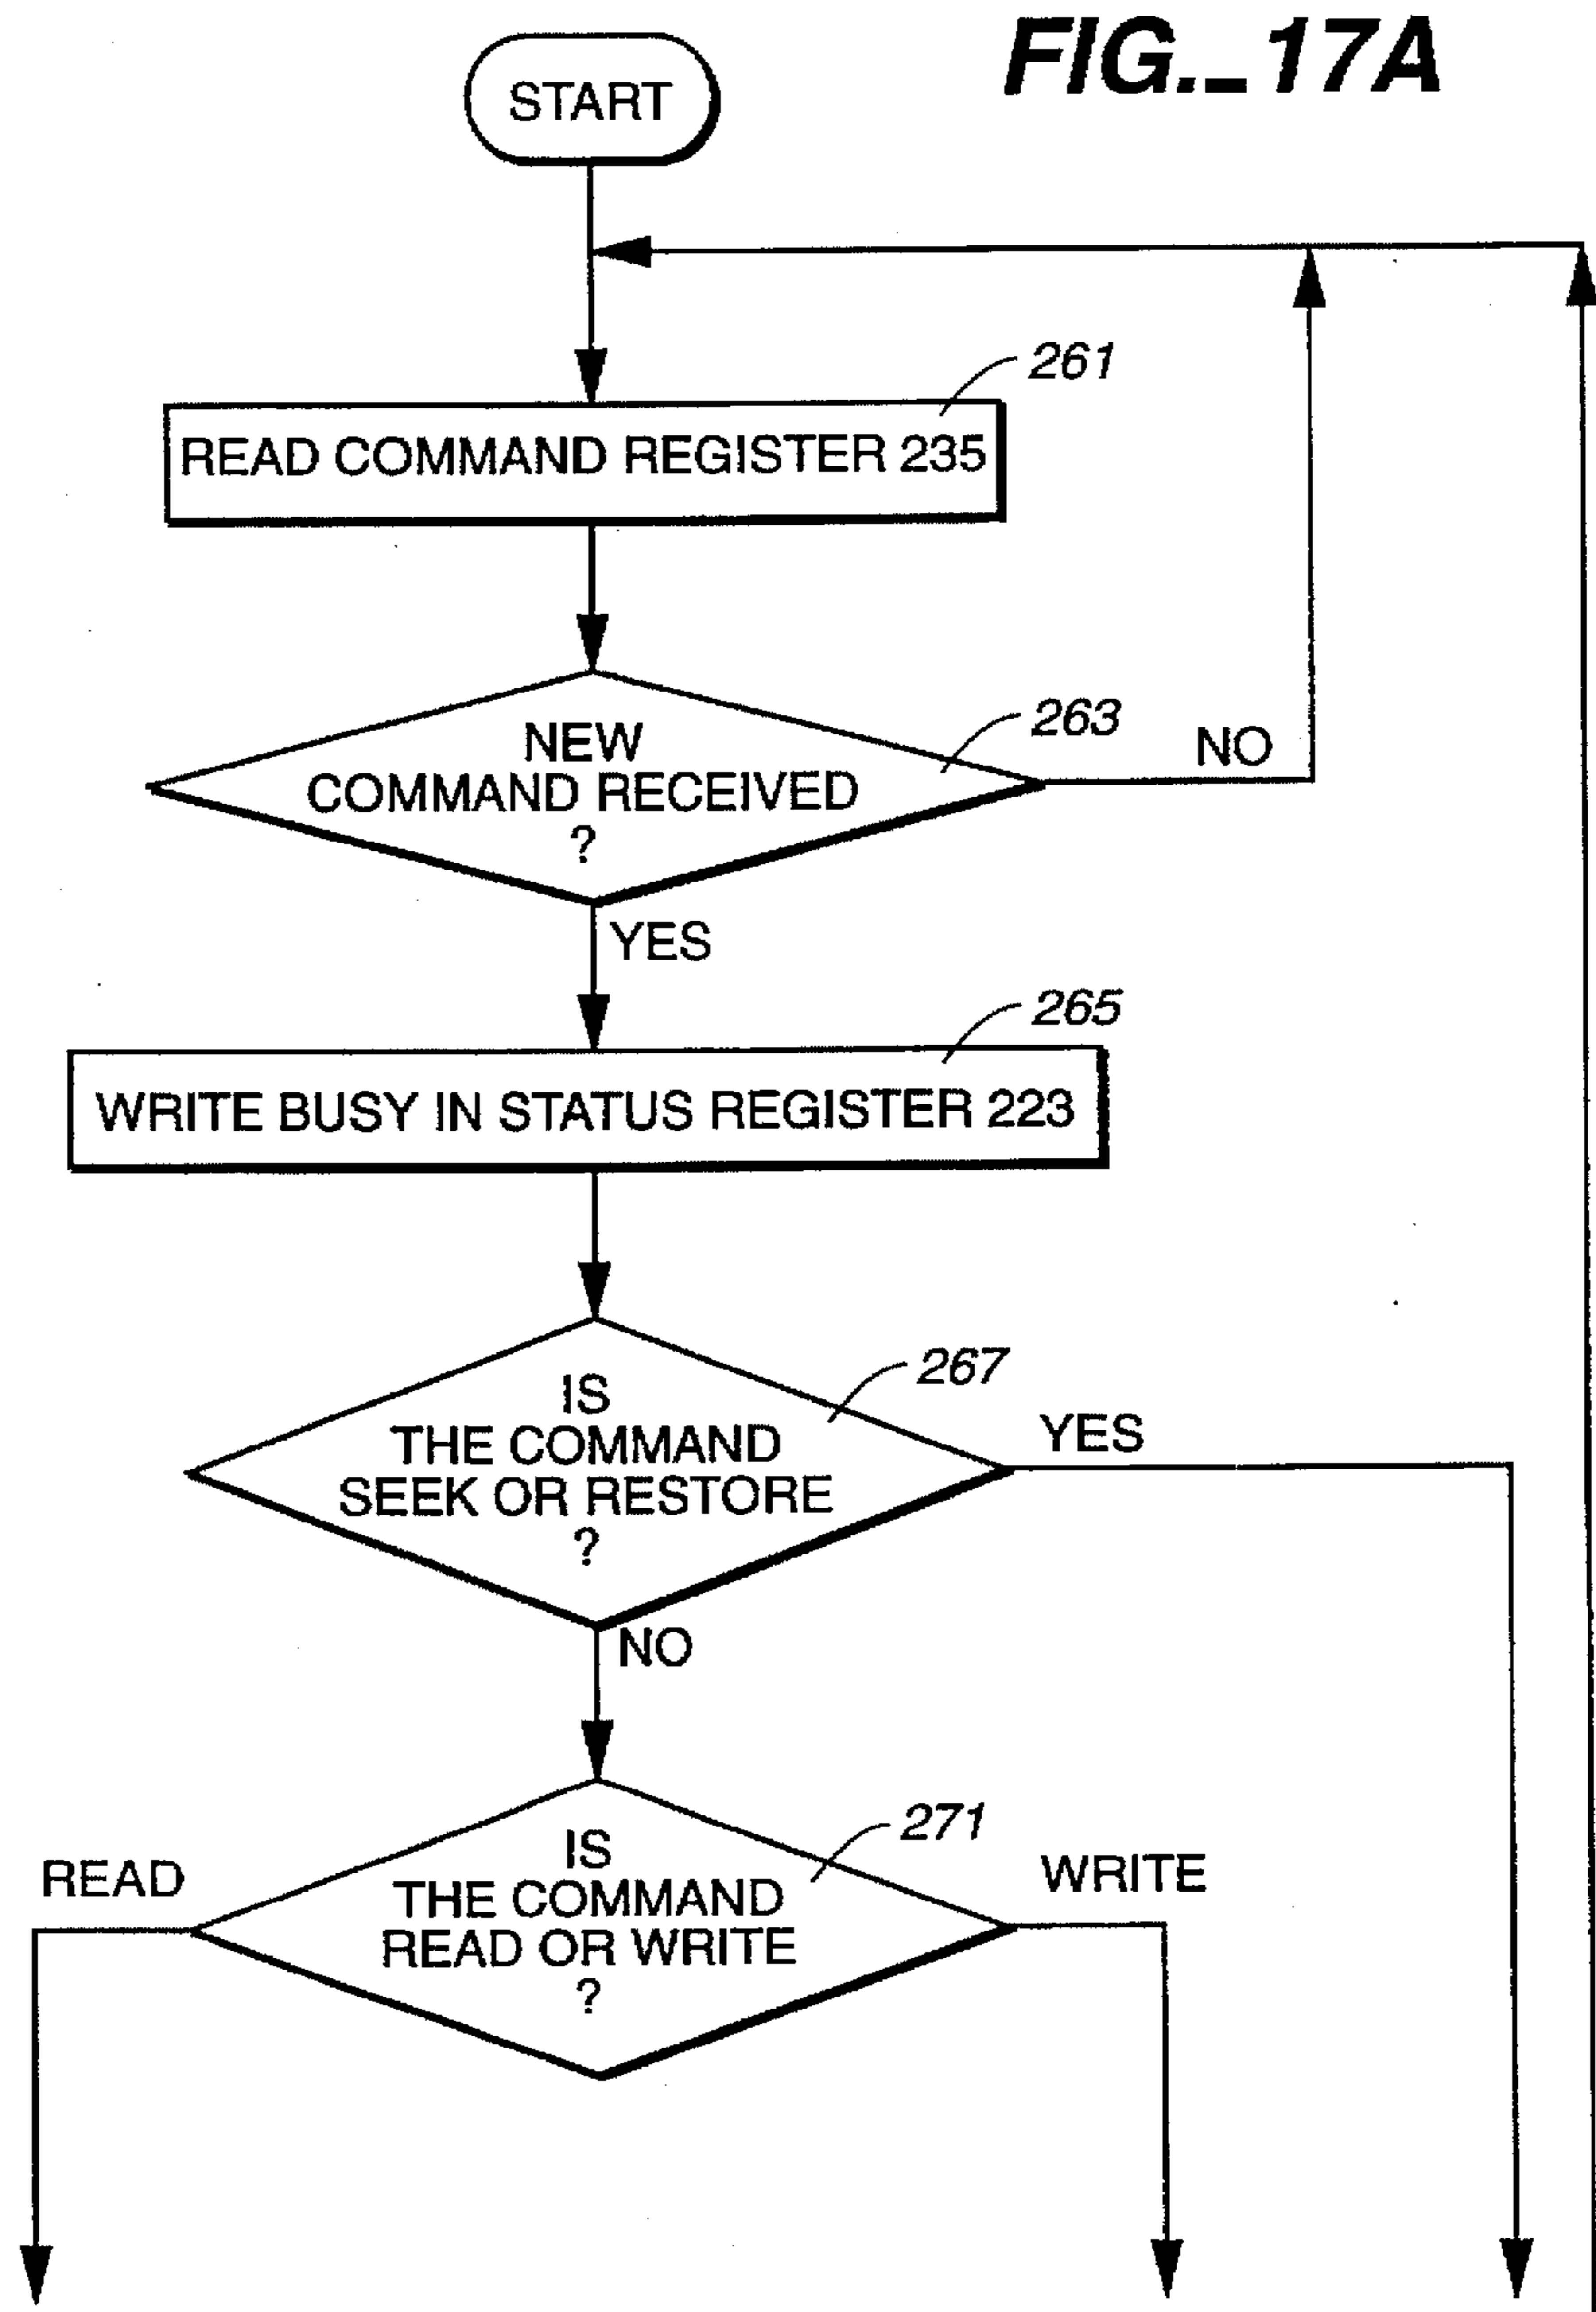 FIG._17A
START
261
READ COMMAND REGISTER 235
263
NEW
COMMAND RECEIVED
?
NO
YES
265
WRITE BUSY IN STATUS REGISTER 223
267
IS
THE COMMAND
SEEK OR RESTORE
?
YES
NO
271
IS
THE COMMAND
READ OR WRITE
?
READ
WRITE